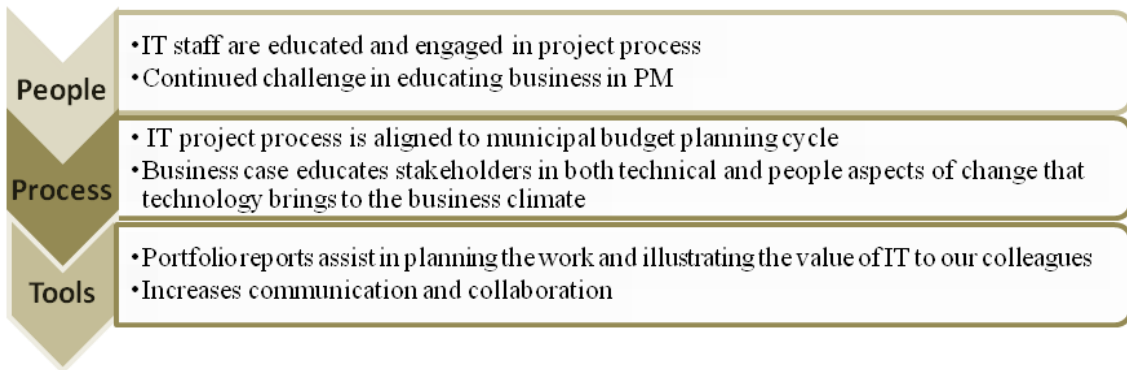 People
•IT staff are educated and engaged in project process
•Continued challenge in educating business in PM
Process
• IT project process is aligned to municipal budget planning cycle
•Business case educates stakeholders in both technical and people aspects of change that
technology brings to the business climate
Tools
•Portfolio reports assist in planning the work and illustrating the value of IT to our colleagues
•Increases communication and collaboration